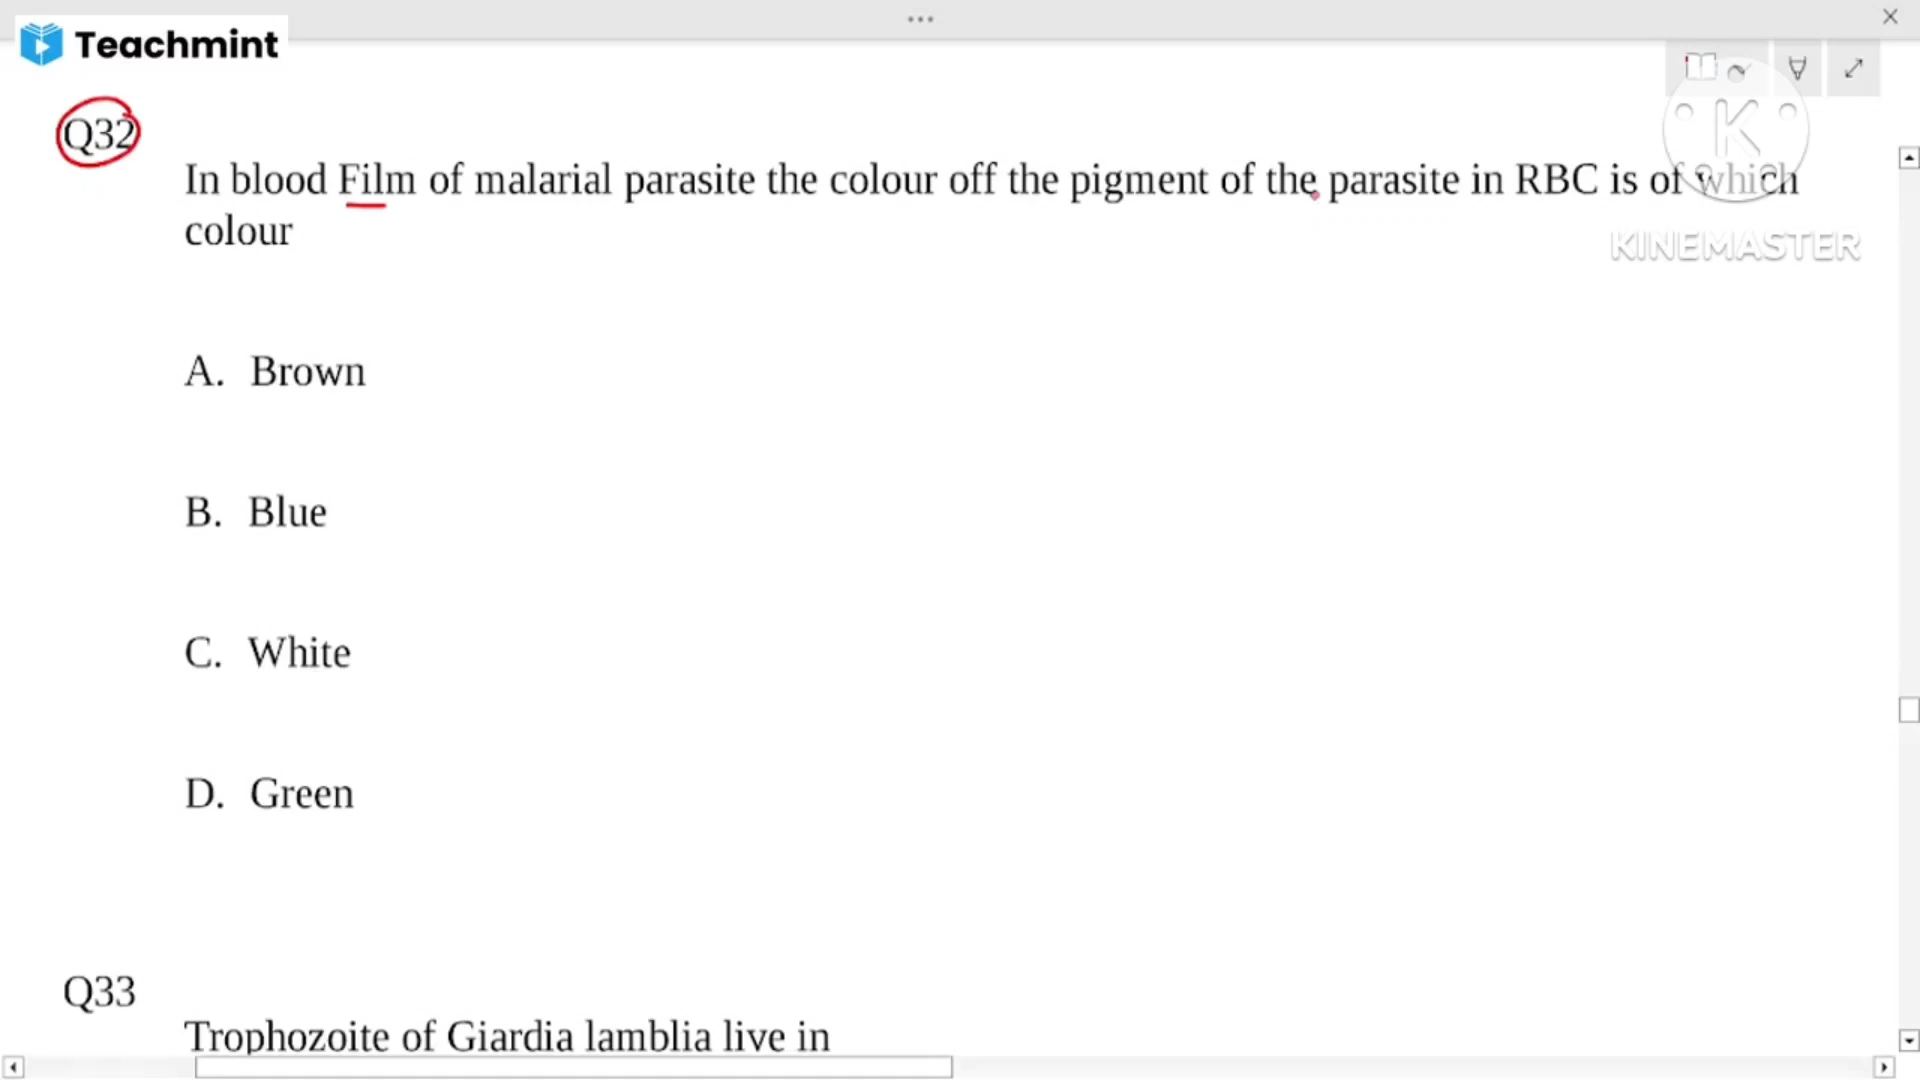 Teachmint
Q32
In blood Film of malarial parasite the colour off the pigment of the parasite in RBC is of which
colour
K
KINEMASTER
A. Brown
B. Blue
C. White
D. Green
Q33
Trophozoite of Giardia lamblia live in